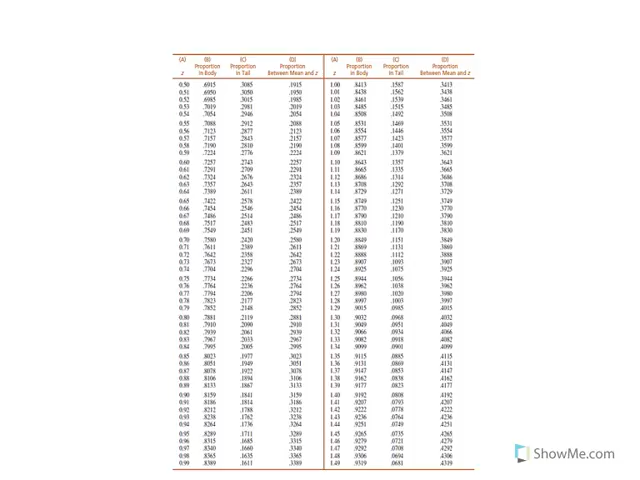 (A) (B) (C) (D) (A) (B) (C) (D)
Proportion Proportion Proportion Proportion Proportion Proportion
z in Body in Tail Between Mean and z z in Body in Tail Between Mean and z
0.50 .6915 .3085 .1915 1.00 .8413 .1587 .3413
0.51 .6950 .3050 .1950 1.01 .8438 .1562 .3438
0.52 .6985 .3015 .1985 1.02 .8461 .1539 .3461
0.53 .7019 .2981 .2019 1.03 .8485 .1515 .3485
0.54 .7054 .2946 .2054 1.04 .8508 .1492 .3508
0.55 .7088 .2912 .2088 1.05 .8531 .1469 .3531
0.56 .7123 .2877 .2123 1.06 .8554 .1446 .3554
0.57 .7157 .2843 .2157 1.07 .8577 .1423 .3577
0.58 .7190 .2810 .2190 1.08 .8599 .1401 .3599
0.59 .7224 .2776 .2224 1.09 .8621 .1379 .3621
0.60 .7257 .2743 .2257 1.10 .8643 .1357 .3643
0.61 .7291 .2709 .2291 1.11 .8665 .1335 .3665
0.62 .7324 .2676 .2324 1.12 .8686 .1314 .3686
0.63 .7357 .2643 .2357 1.13 .8708 .1292 .3708
0.64 .7389 .2611 .2389 1.14 .8729 .1271 .3729
0.65 .7422 .2578 .2422 1.15 .8749 .1251 .3749
0.66 .7454 .2546 .2454 1.16 .8770 .1230 .3770
0.67 .7486 .2514 .2486 1.17 .8790 .1210 .3790
0.68 .7517 .2483 .2517 1.18 .8810 .1190 .3810
0.69 .7549 .2451 .2549 1.19 .8830 .1170 .3830
0.70 .7580 .2420 .2580 1.20 .8849 .1151 .3849
0.71 .7611 .2389 .2611 1.21 .8869 .1131 .3869
0.72 .7642 .2358 .2642 1.22 .8888 .1112 .3888
0.73 .7673 .2327 .2673 1.23 .8907 .1093 .3907
0.74 .7704 .2296 .2704 1.24 .8925 .1075 .3925
0.75 .7734 .2266 .2734 1.25 .8944 .1056 .3944
0.76 .7764 .2236 .2764 1.26 .8962 .1038 .3962
0.77 .7794 .2206 .2794 1.27 .8980 .1020 .3980
0.78 .7823 .2177 .2823 1.28 .8997 .1003 .3997
0.79 .7852 .2148 .2852 1.29 .9015 .0985 .4015
0.80 .7881 .2119 .2881 1.30 .9032 .0968 .4032
0.81 .7910 .2090 .2910 1.31 .9049 .0951 .4049
0.82 .7939 .2061 .2939 1.32 .9066 .0934 .4066
0.83 .7967 .2033 .2967 1.33 .9082 .0918 .4082
0.84 .7995 .2005 .2995 1.34 .9099 .0901 .4099
0.85 .8023 .1977 .3023 1.35 .9115 .0885 .4115
0.86 .8051 .1949 .3051 1.36 .9131 .0869 .4131
0.87 .8078 .1922 .3078 1.37 .9147 .0853 .4147
0.88 .8106 .1894 .3106 1.38 .9162 .0838 .4162
0.89 .8133 .1867 .3133 1.39 .9177 .0823 .4177
0.90 .8159 .1841 .3159 1.40 .9192 .0808 .4192
0.91 .8186 .1814 .3186 1.41 .9207 .0793 .4207
0.92 .8212 .1788 .3212 1.42 .9222 .0778 .4222
0.93 .8238 .1762 .3238 1.43 .9236 .0764 .4236
0.94 .8264 .1736 .3264 1.44 .9251 .0749 .4251
0.95 .8289 .1711 .3289 1.45 .9265 .0735 .4265
0.96 .8315 .1685 .3315 1.46 .9279 .0721 .4279
0.97 .8340 .1660 .3340 1.47 .9292 .0708 .4292
0.98 .8365 .1635 .3365 1.48 .9306 .0694 .4306
0.99 .8389 .1611 .3389 1.49 .9319 .0681 .4319
ShowMe.com